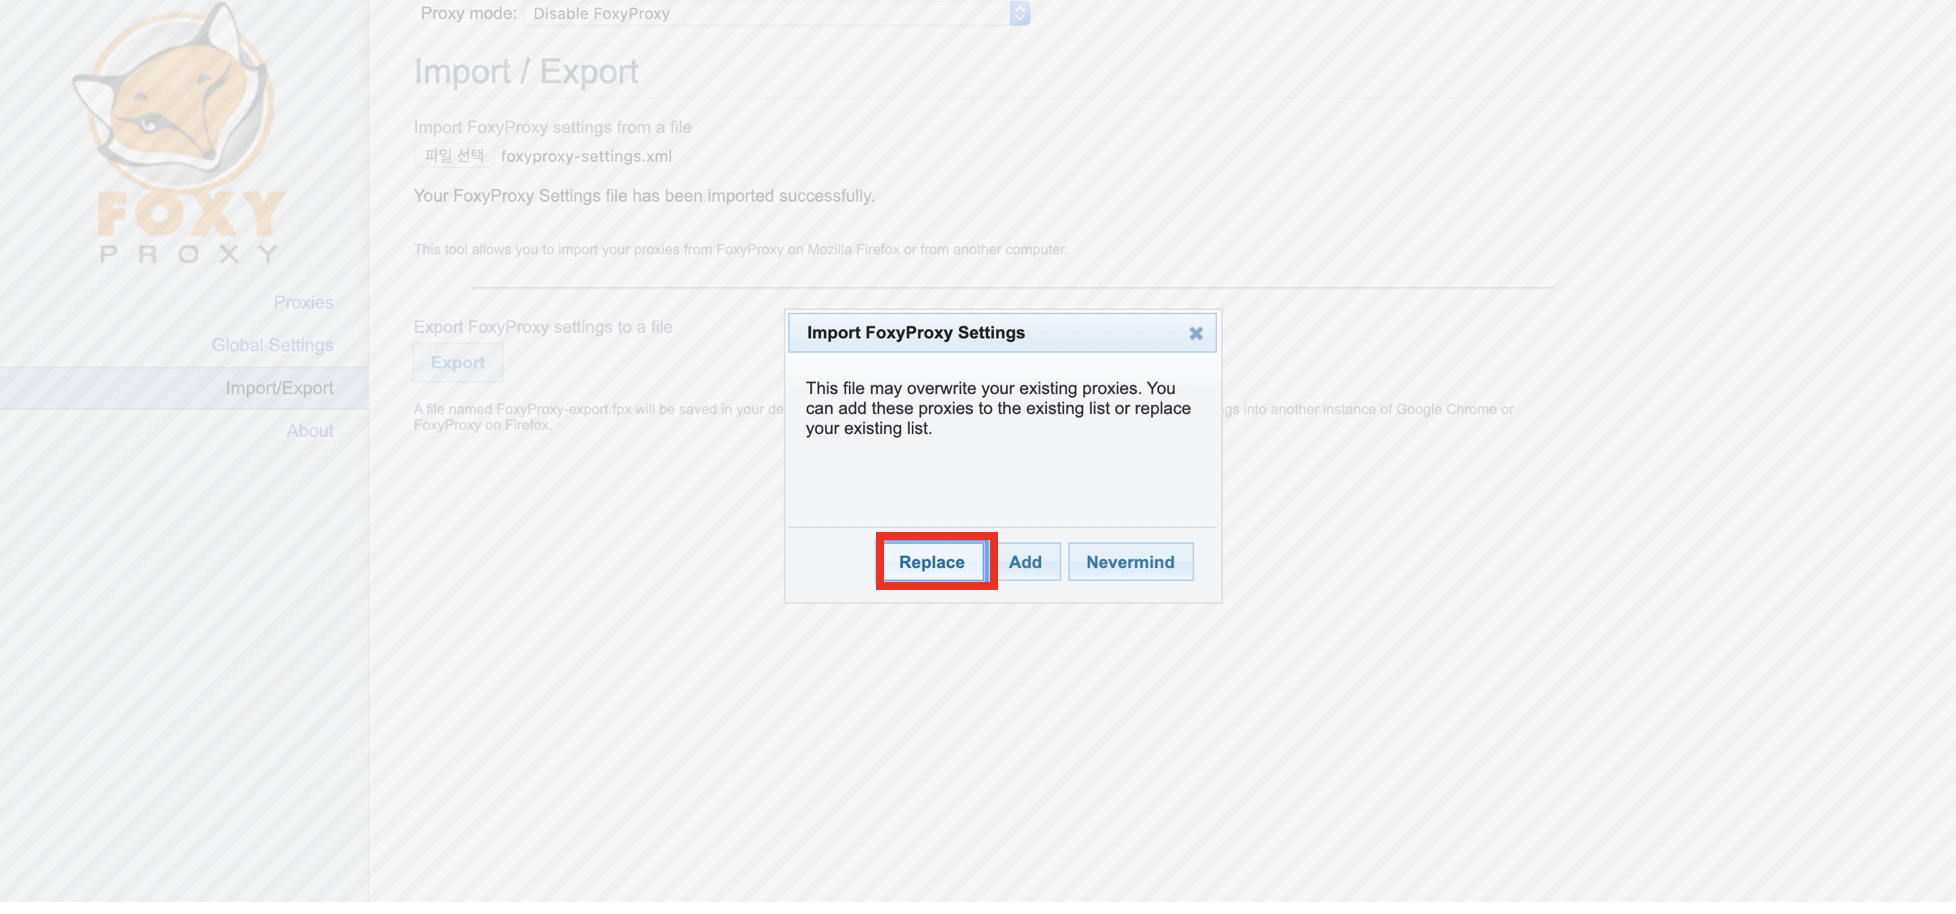 Proxy mode: Disable FoxyProxy
Import / Export
Import FoxyProxy settings from a file
파일 선택 foxyproxy-settings.xml
Your FoxyProxy Settings file has been imported successfully.
This tool allows you to import your proxies from FoxyProxy on Mozilla Firefox or from another computer.
FOXY
PROXY
Proxies
Global Settings
Import/Export
About
Export FoxyProxy settings to a file
Export
A file named FoxyProxy-export.fpx will be saved in your de
gs into another instance of Google Chrome or
FoxyProxy on Firefox.
Import FoxyProxy Settings
This file may overwrite your existing proxies. You
can add these proxies to the existing list or replace
your existing list.
Replace Add Nevermind